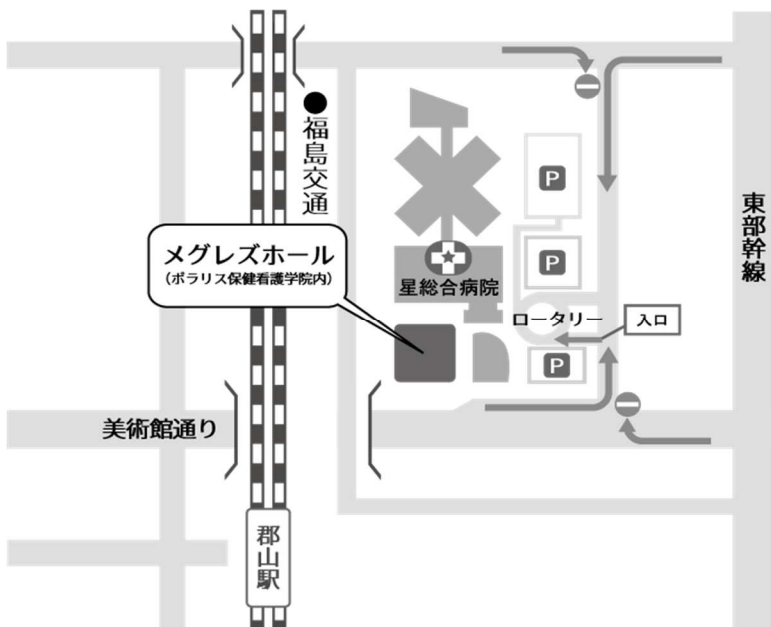 福島交通
メグレズホール
(ポラリス保健看護学院内)
P
P
星総合病院
ロータリー
入口
P
東部幹線
美術館通り
郡山駅